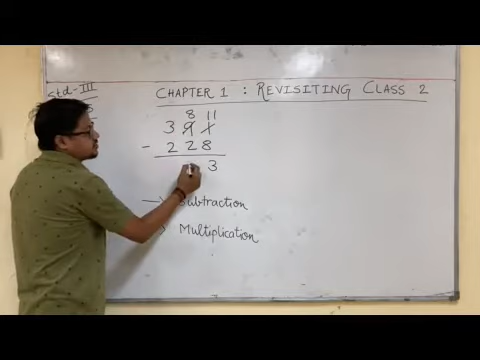 Std-III
CHAPTER 1 : REVISITING CLASS 2
8 11
3 9 1
- 2 2 8
3
Subtraction
Multiplication